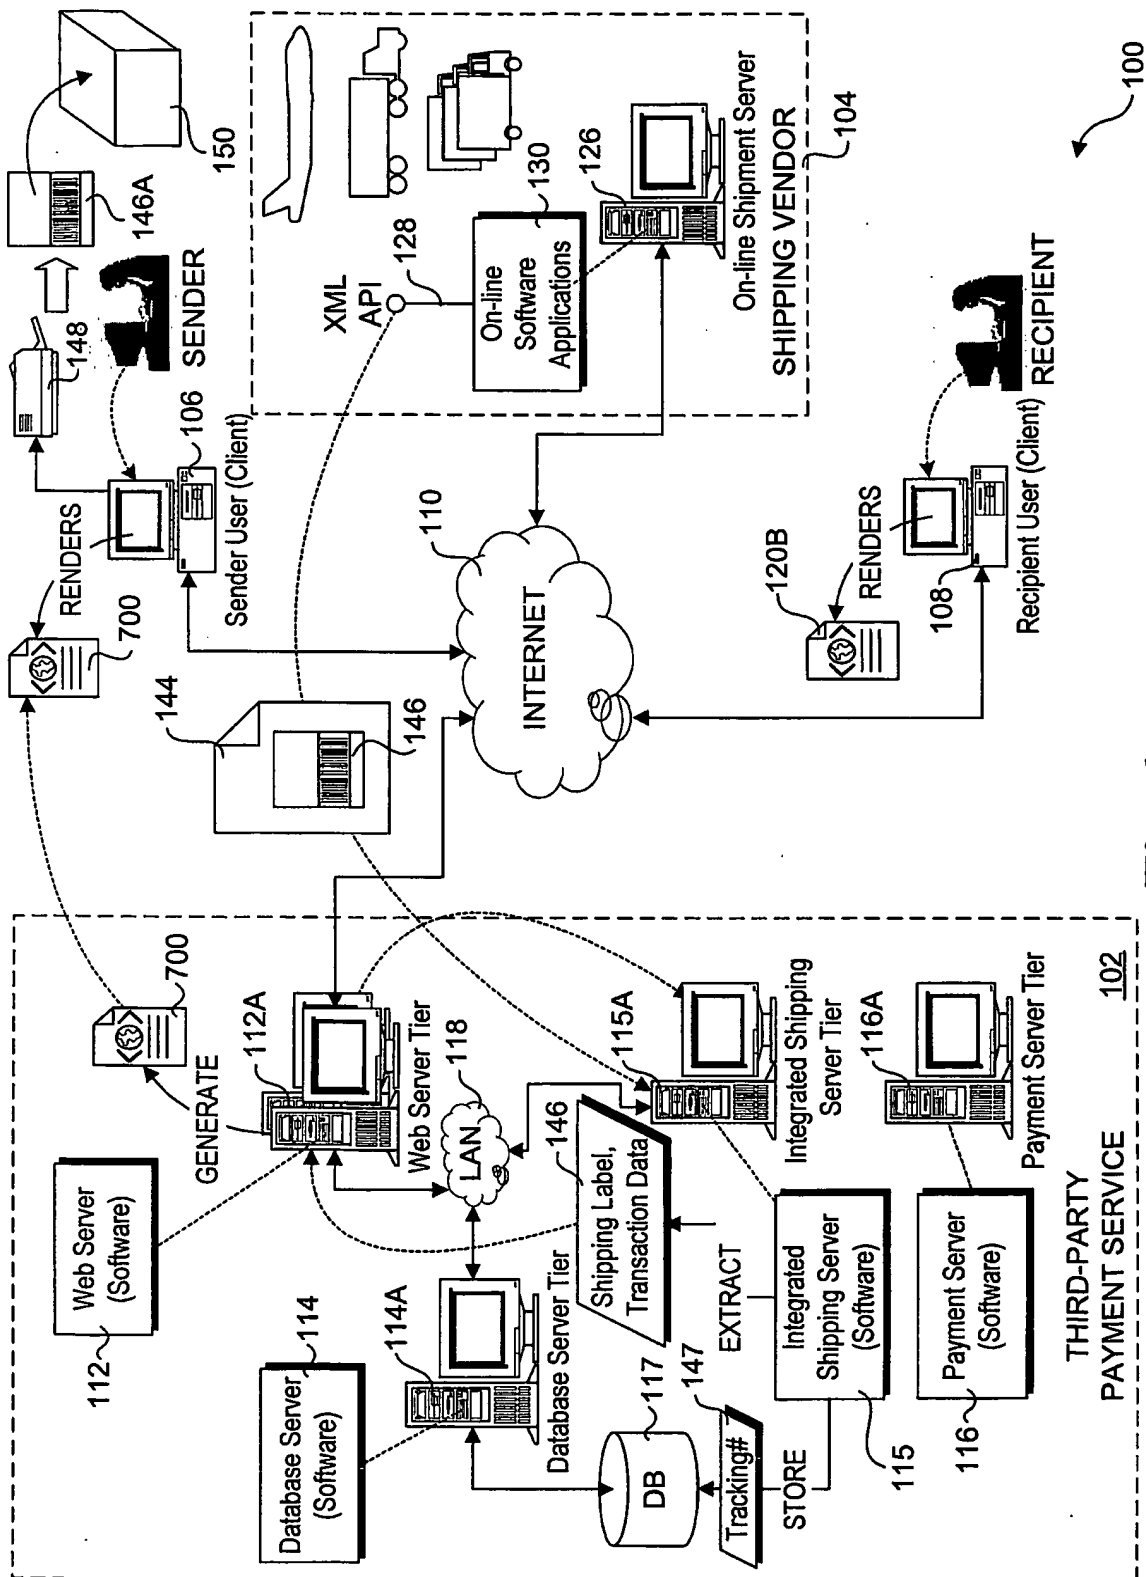 150
146A
148
SENDER
106
Sender User (Client)
RENDERS
700
XML
API
128
On-line
Software
Applications
130
126
On-line Shipment Server
SHIPPING VENDOR
104
100
144
146
110
INTERNET
120B
RENDERS
108
Recipient User (Client)
RECIPIENT
700
GENERATE
Web Server
(Software)
112
112A
Web Server Tier
118
LAN
Database Server
(Software)
114
114A
Database Server Tier
117
DB
147
Tracking#
STORE
146
Shipping Label,
Transaction Data
EXTRACT
115A
Integrated Shipping
Server Tier
Integrated
Shipping Server
(Software)
115
116A
Payment Server Tier
Payment Server
(Software)
116
THIRD-PARTY
PAYMENT SERVICE
102